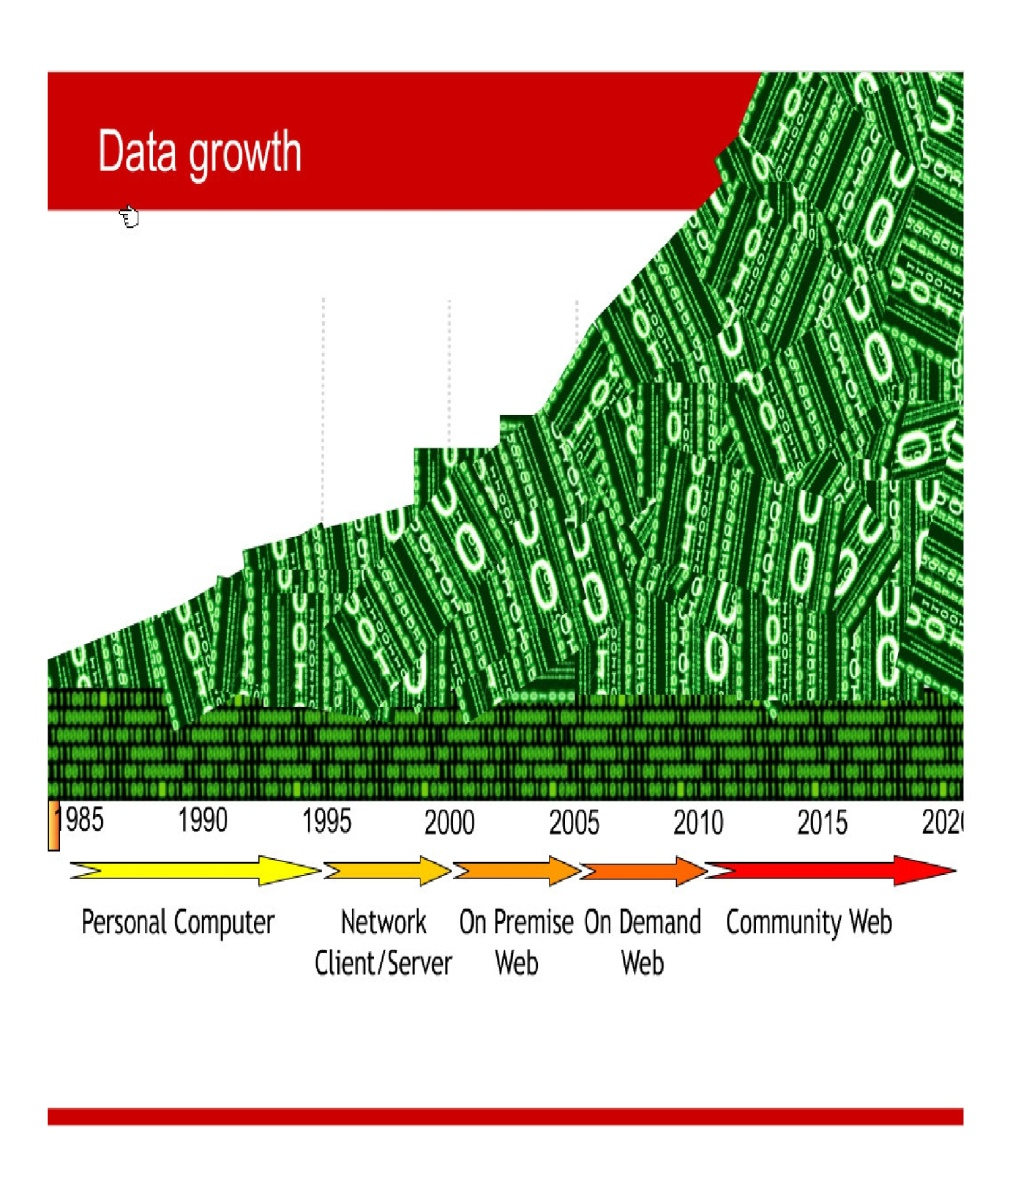 Data growth
1985 1990 1995 2000 2005 2010 2015 202
Personal Computer Network On Premise On Demand Community Web
Client/Server Web Web